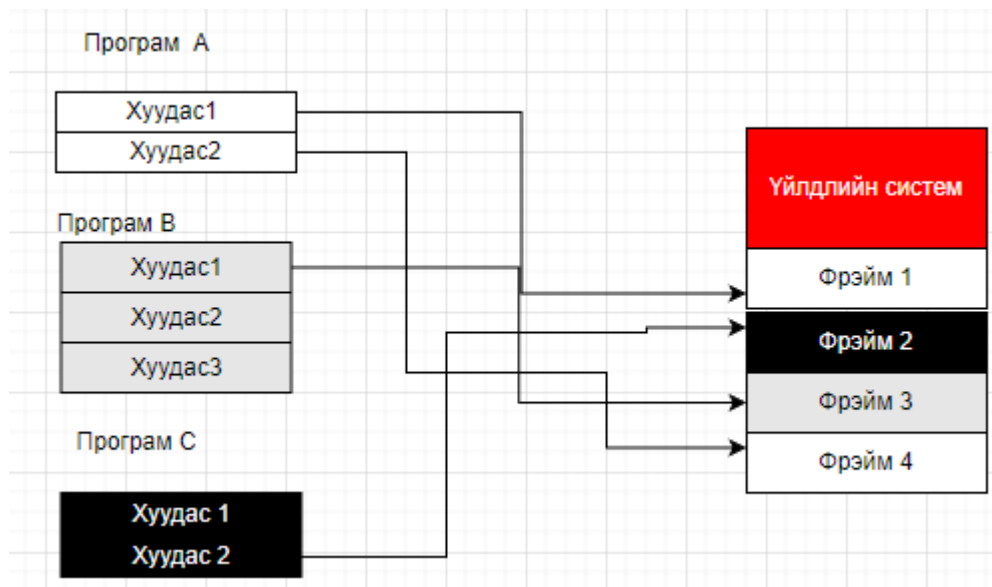 Програм А
Хуудас1
Хуудас2
Програм В
Хуудас1
Хуудас2
Хуудас3
Програм С
Хуудас 1
Хуудас 2
Үйлдлийн систем
Фрэйм 1
Фрэйм 2
Фрэйм 3
Фрэйм 4